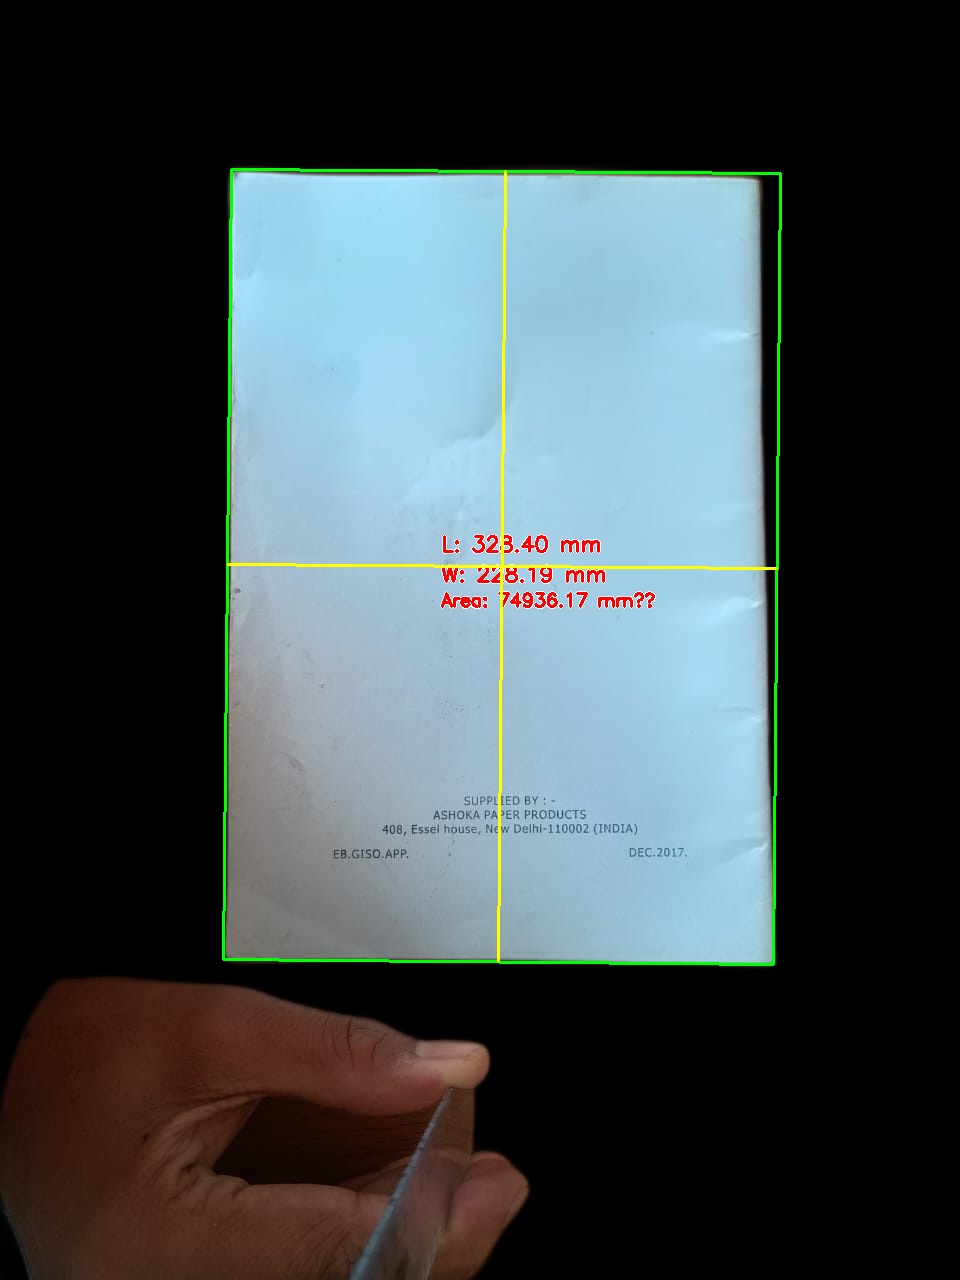 L: 328.40 mm
W: 228.19 mm
Area: 74936.17 mm??
SUPPLIED BY : -
ASHOKA PAPER PRODUCTS
408, Essel house, New Delhi-110002 (INDIA)
EB.GISO.APP. DEC.2017.